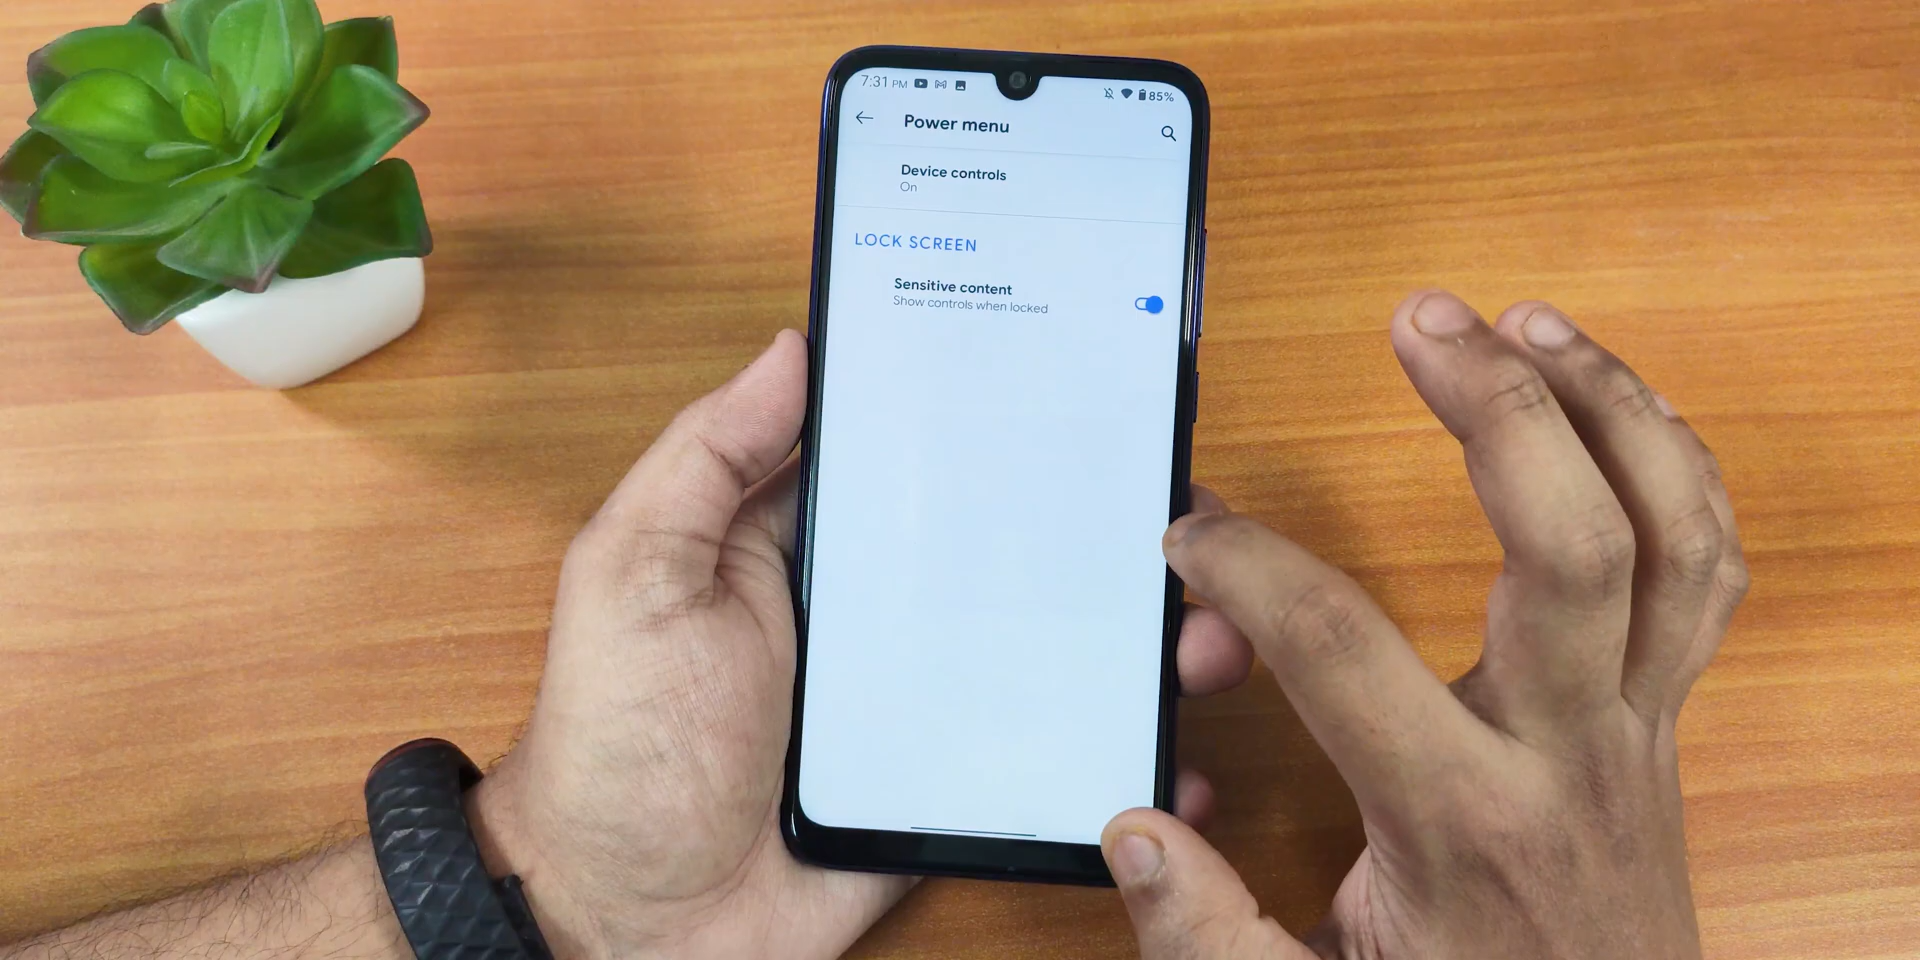 7:31 PM
85%
Power menu
Device controls
On
LOCK SCREEN
Sensitive content
Show controls when locked